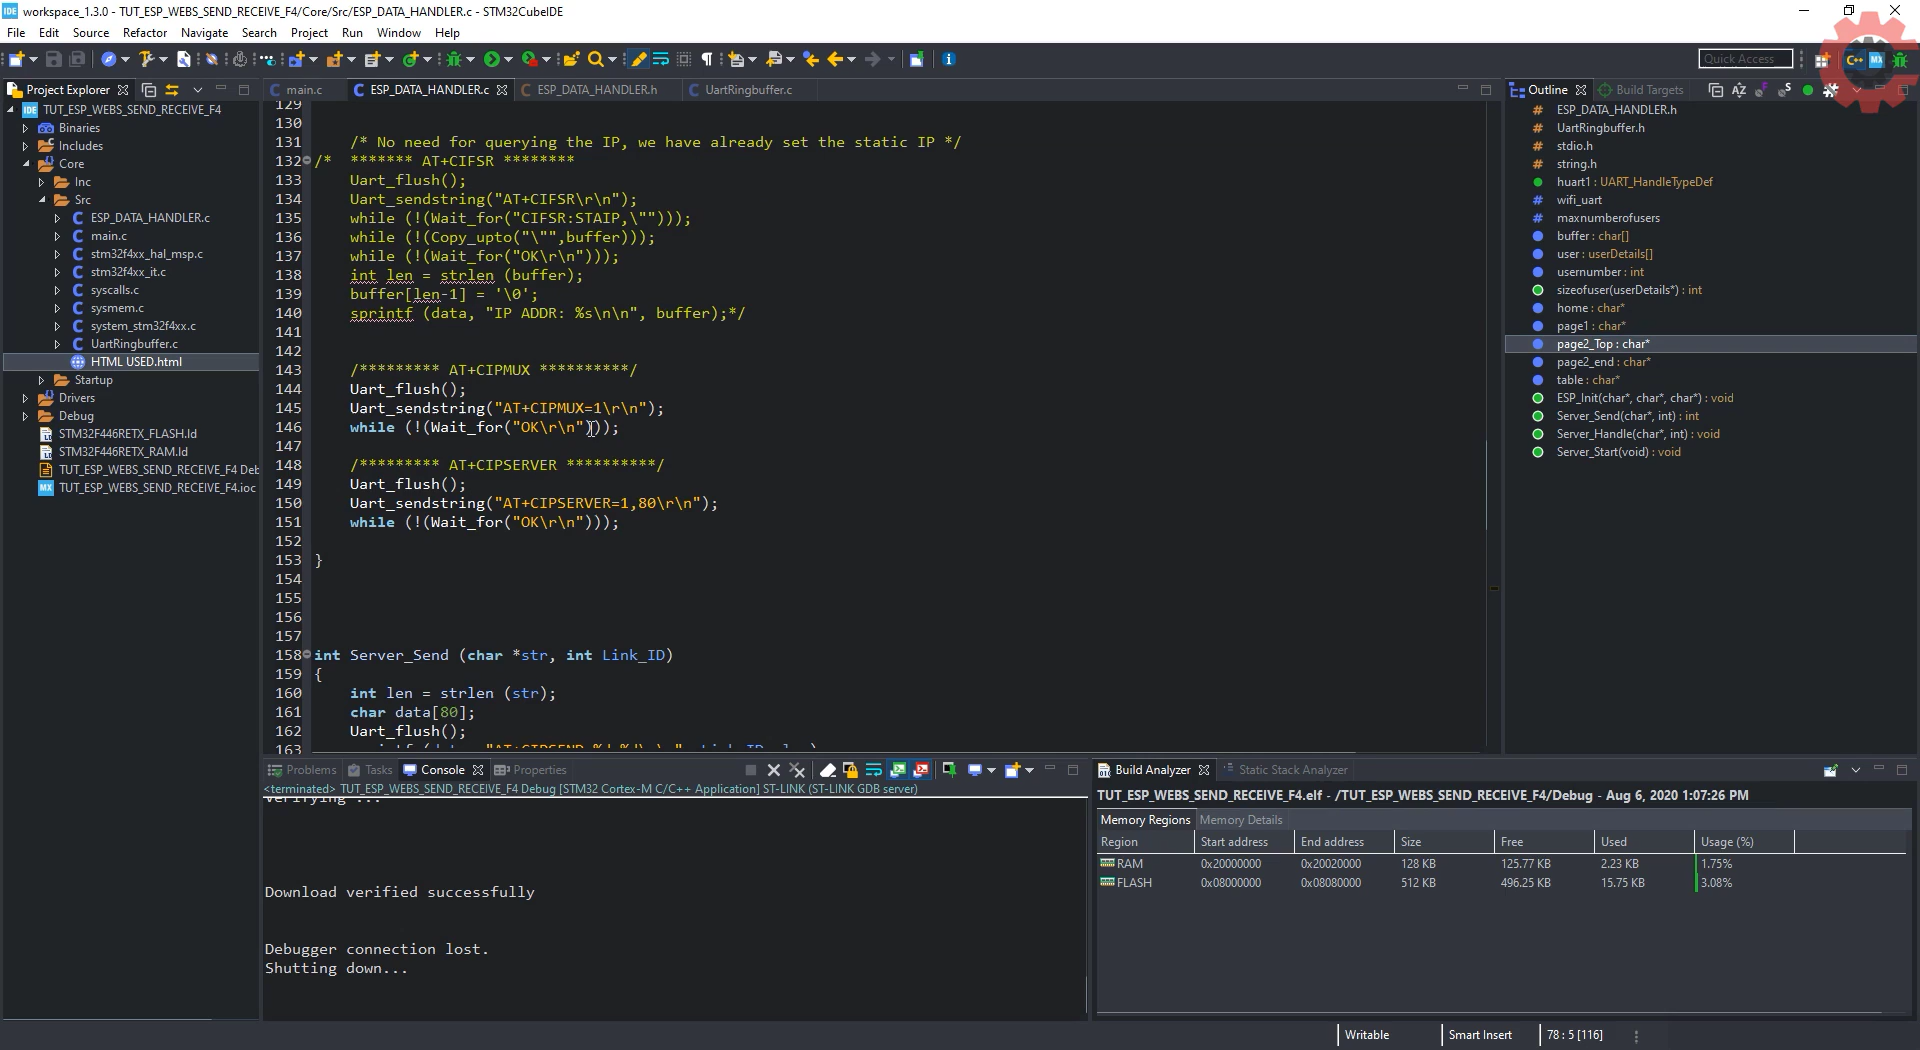 workspace_1.3.0 - TUT_ESP_WEBS_SEND_RECEIVE_F4/Core/Src/ESP_DATA_HANDLER.c - STM32CubeIDE
File Edit Source Refactor Navigate Search Project Run Window Help
Quick Access
Project Explorer
TUT_ESP_WEBS_SEND_RECEIVE_F4
Binaries
Includes
Core
Inc
Src
ESP_DATA_HANDLER.c
main.c
stm32f4xx_hal_msp.c
stm32f4xx_it.c
syscalls.c
sysmem.c
system_stm32f4xx.c
UartRingbuffer.c
HTML USED.html
Startup
Drivers
Debug
STM32F446RETX_FLASH.ld
STM32F446RETX_RAM.ld
TUT_ESP_WEBS_SEND_RECEIVE_F4 Deb
TUT_ESP_WEBS_SEND_RECEIVE_F4.ioc
main.c ESP_DATA_HANDLER.c ESP_DATA_HANDLER.h UartRingbuffer.c
129
130
131 /* No need for querying the IP, we have already set the static IP */
132 /* ******* AT+CIFSR ********
133 Uart_flush();
134 Uart_sendstring("AT+CIFSR\r\n");
135 while (!(Wait_for("CIFSR:STAIP,\"")));
136 while (!(Copy_upto("\"",buffer)));
137 while (!(Wait_for("OK\r\n")));
138 int len = strlen (buffer);
139 buffer[len-1] = '\0';
140 sprintf (data, "IP ADDR: %s\n\n", buffer);*/
141
142
143 /********* AT+CIPMUX **********/
144 Uart_flush();
145 Uart_sendstring("AT+CIPMUX=1\r\n");
146 while (!(Wait_for("OK\r\n")));
147
148 /********* AT+CIPSERVER **********/
149 Uart_flush();
150 Uart_sendstring("AT+CIPSERVER=1,80\r\n");
151 while (!(Wait_for("OK\r\n")));
152
153 }
154
155
156
157
158 int Server_Send (char *str, int Link_ID)
159 {
160 int len = strlen (str);
161 char data[80];
162 Uart_flush();
163
Outline Build Targets
ESP_DATA_HANDLER.h
UartRingbuffer.h
stdio.h
string.h
huart1 : UART_HandleTypeDef
wifi_uart
maxnumberofusers
buffer : char[]
user : userDetails[]
usernumber : int
sizeofuser(userDetails*) : int
home : char*
page1 : char*
page2_Top : char*
page2_end : char*
table : char*
ESP_Init(char*, char*, char*) : void
Server_Send(char*, int) : int
Server_Handle(char*, int) : void
Server_Start(void) : void
Problems Tasks Console Properties
<terminated> TUT_ESP_WEBS_SEND_RECEIVE_F4 Debug [STM32 Cortex-M C/C++ Application] ST-LINK (ST-LINK GDB server)
Verifying ...
Download verified successfully
Debugger connection lost.
Shutting down...
Build Analyzer Static Stack Analyzer
TUT_ESP_WEBS_SEND_RECEIVE_F4.elf - /TUT_ESP_WEBS_SEND_RECEIVE_F4/Debug - Aug 6, 2020 1:07:26 PM
Memory Regions Memory Details
Region Start address End address Size Free Used Usage (%)
RAM 0x20000000 0x20020000 128 KB 125.77 KB 2.23 KB 1.75%
FLASH 0x08000000 0x08080000 512 KB 496.25 KB 15.75 KB 3.08%
Writable Smart Insert 78 : 5 [116]